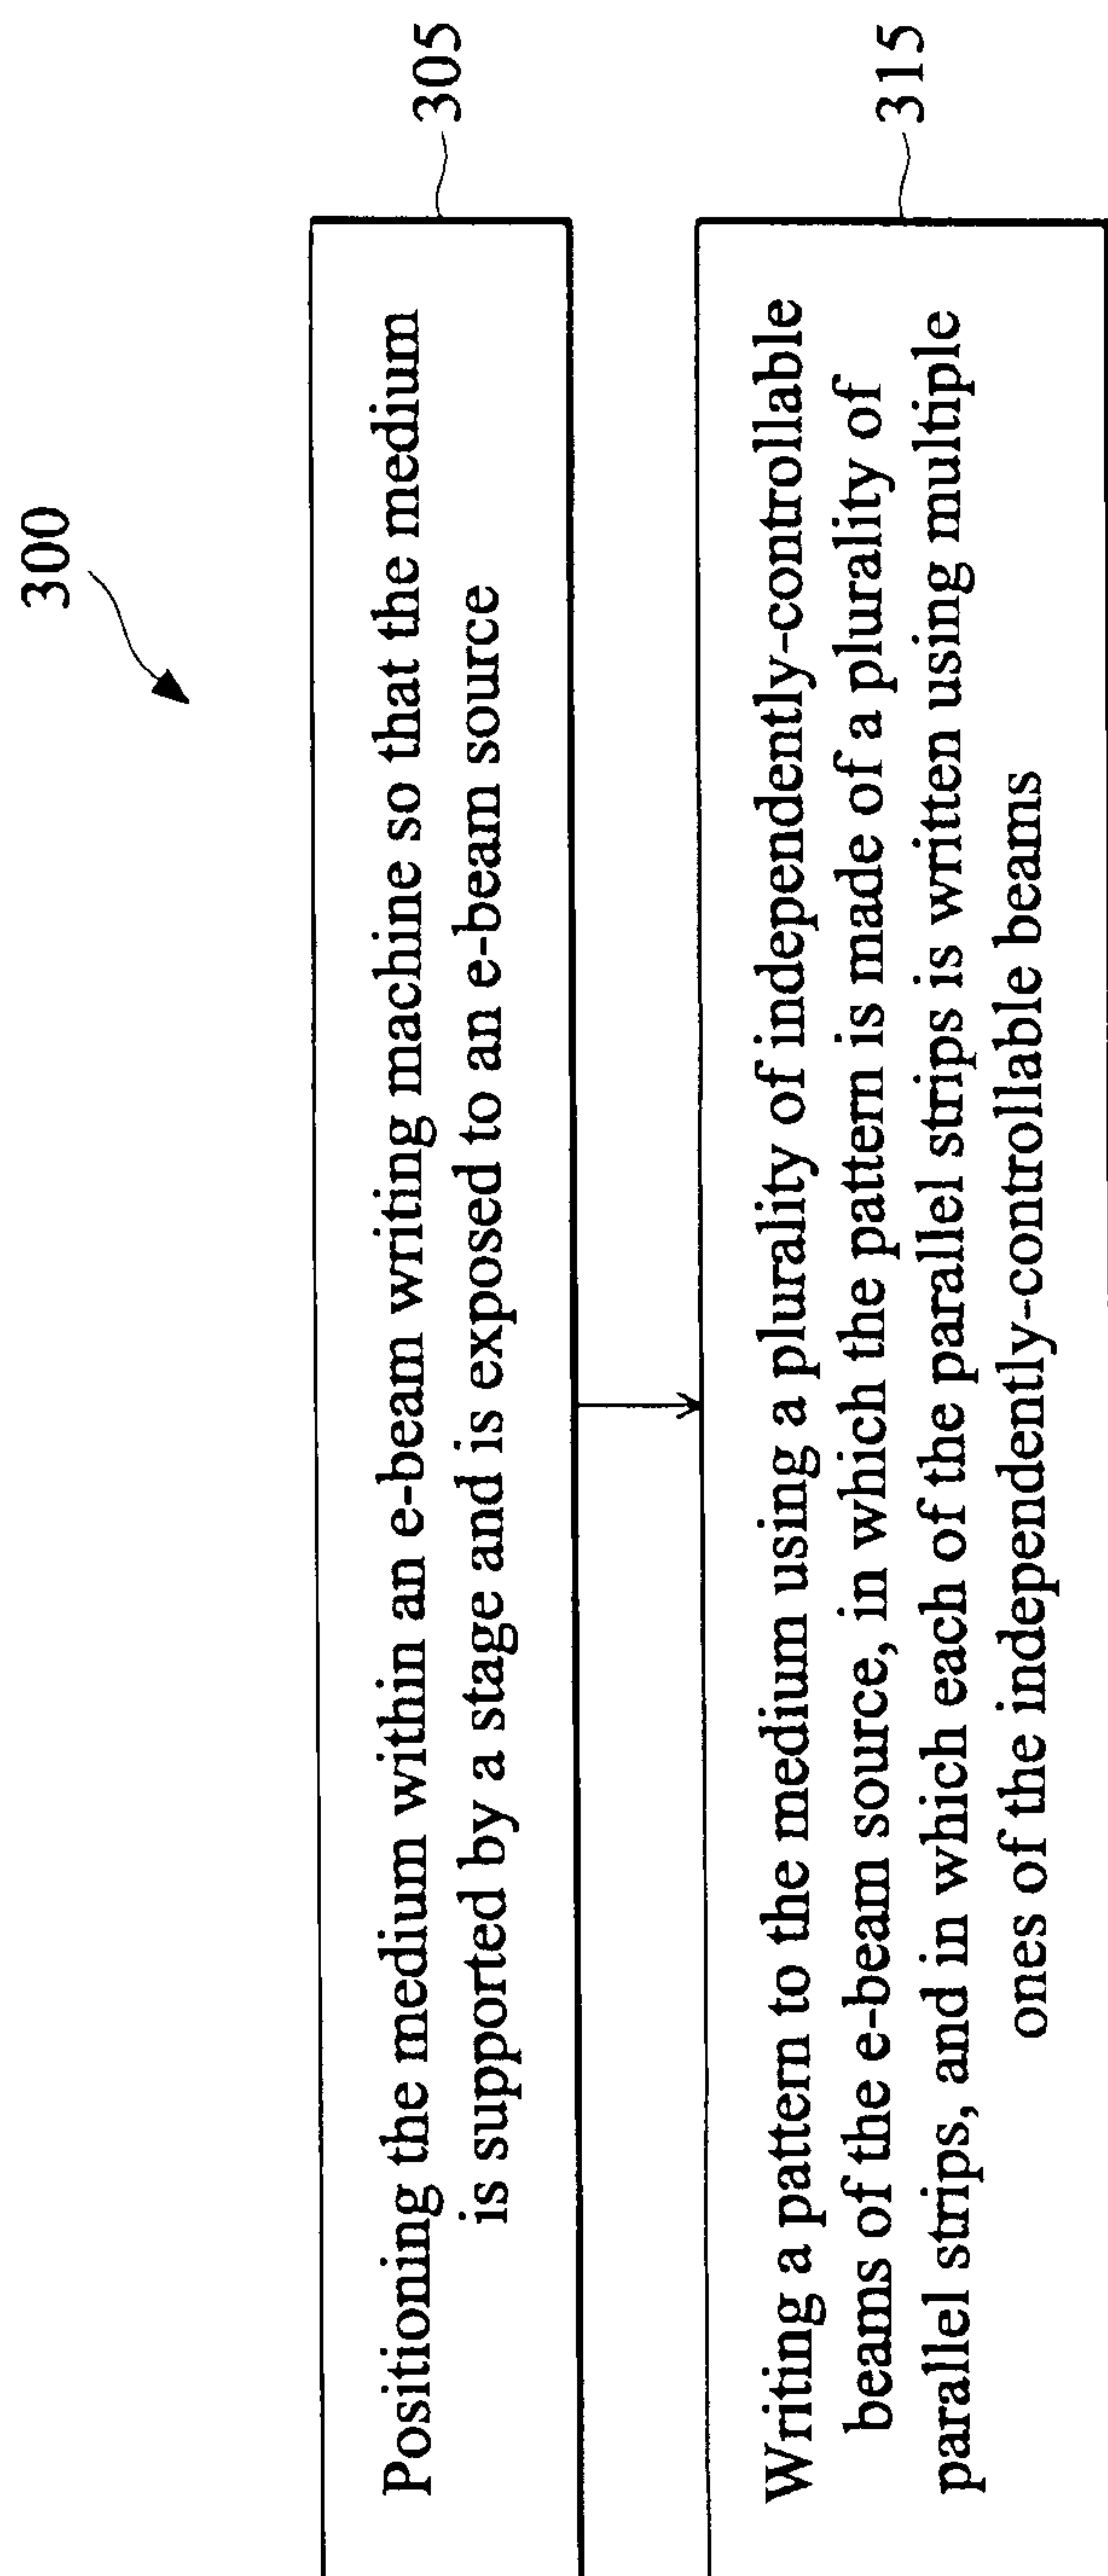 300
Positioning the medium within an e-beam writing machine so that the medium
is supported by a stage and is exposed to an e-beam source
305
Writing a pattern to the medium using a plurality of independently-controllable
beams of the e-beam source, in which the pattern is made of a plurality of
parallel strips, and in which each of the parallel strips is written using multiple
ones of the independently-controllable beams
315